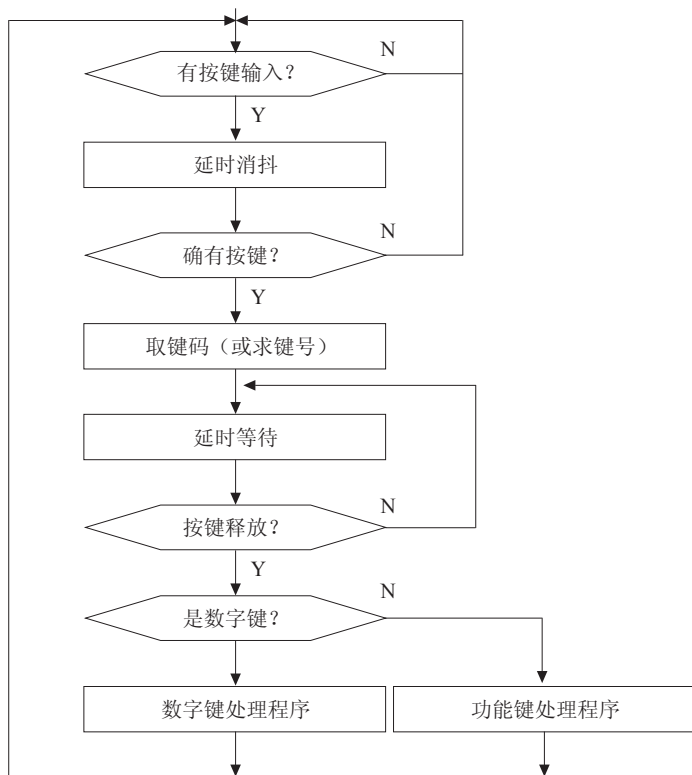 N
有按键输入？
Y
延时消抖
N
确有按键？
Y
取键码（或求键号）
延时等待
N
按键释放？
Y
N
是数字键？
数字键处理程序
功能键处理程序